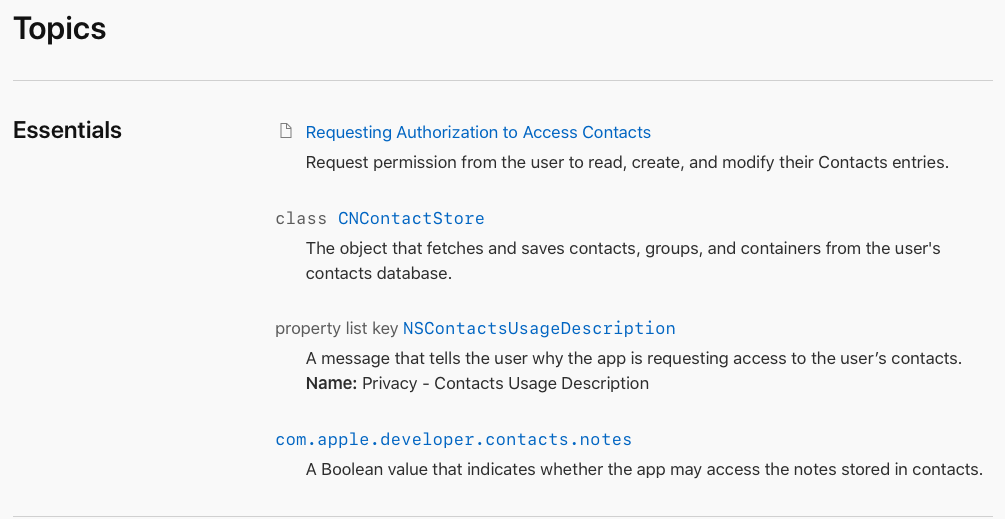 Topics
Essentials
Requesting Authorization to Access Contacts
Request permission from the user to read, create, and modify their Contacts entries.
class CNContactStore
The object that fetches and saves contacts, groups, and containers from the user's
contacts database.
property list key NSContactsUsageDescription
A message that tells the user why the app is requesting access to the user’s contacts.
Name: Privacy - Contacts Usage Description
com.apple.developer.contacts.notes
A Boolean value that indicates whether the app may access the notes stored in contacts.